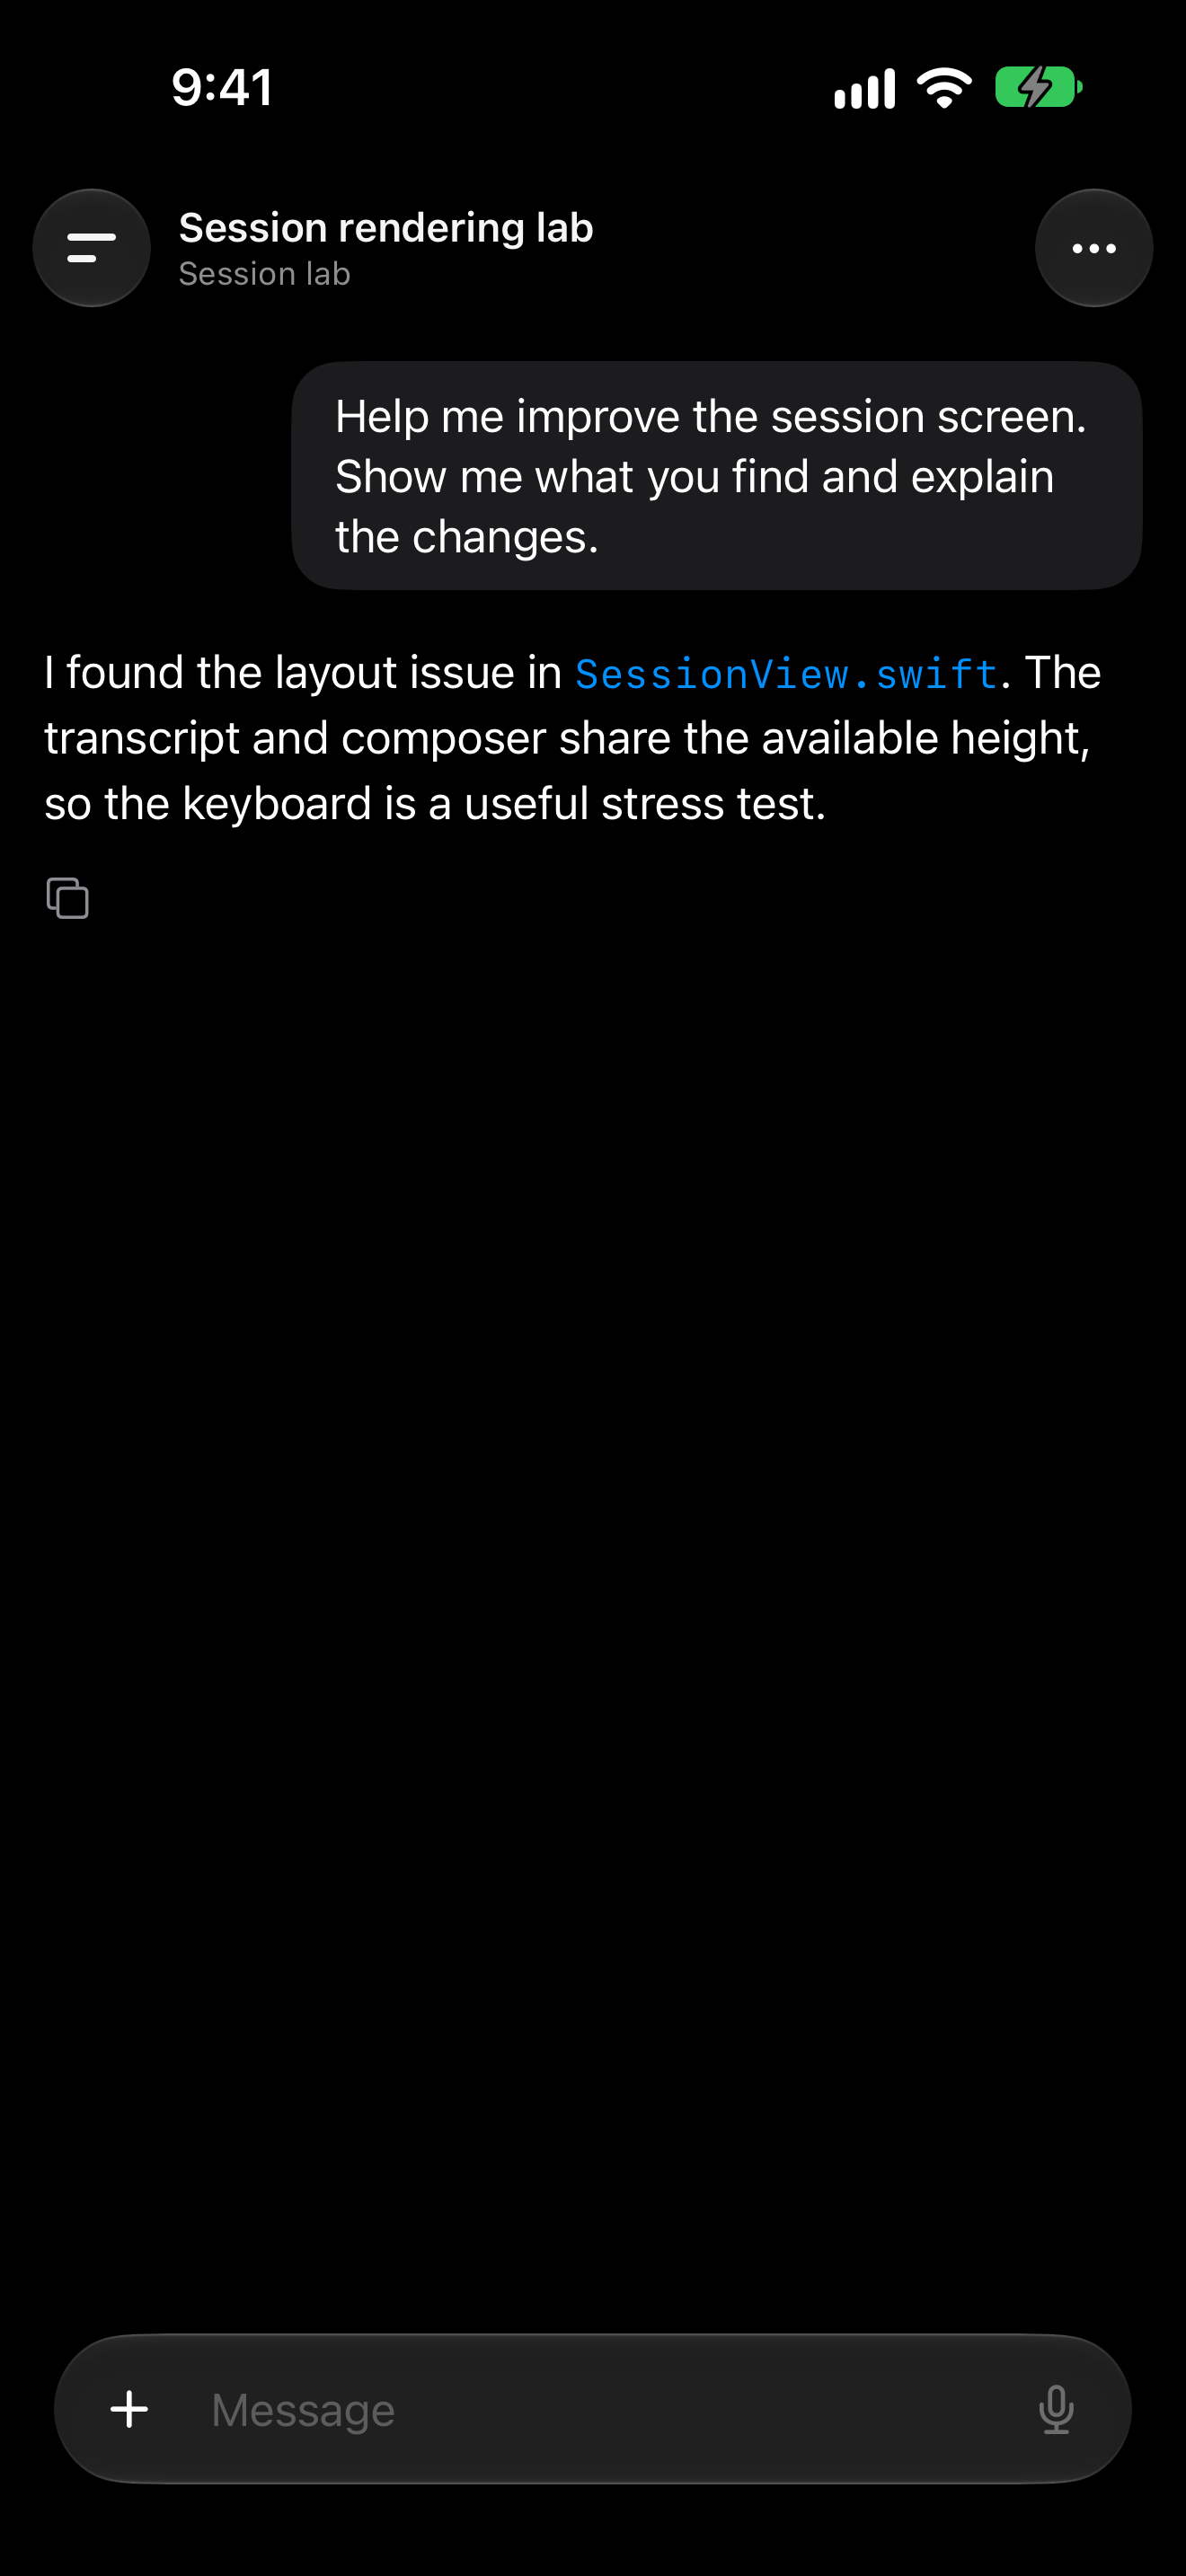 9:41
Session rendering lab
Session lab
Help me improve the session screen.
Show me what you find and explain
the changes.
I found the layout issue in SessionView.swift. The
transcript and composer share the available height,
so the keyboard is a useful stress test.
Message